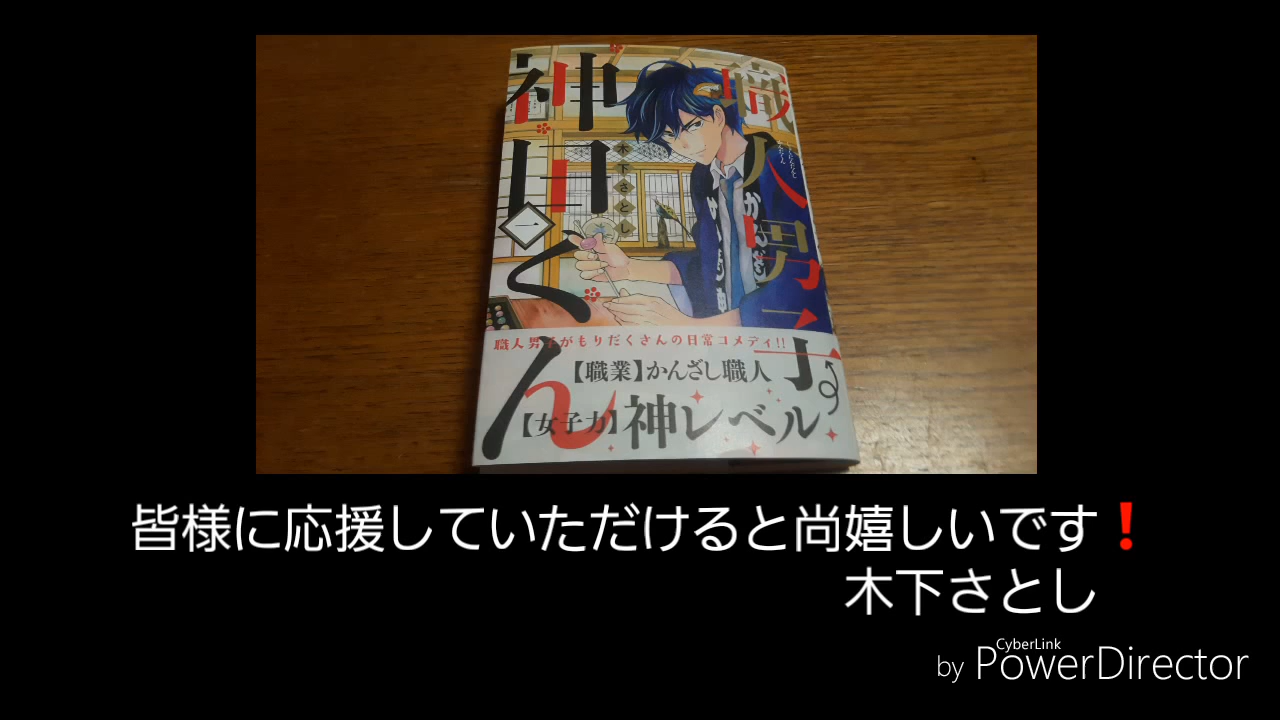 職人男子
神田くん
一
木下さとし
職人男子がもりだくさんの日常コメディ!!
【職業】かんざし職人
【女子力】神レベル
皆様に応援していただけると尚嬉しいです❗
木下さとし
by CyberLink PowerDirector